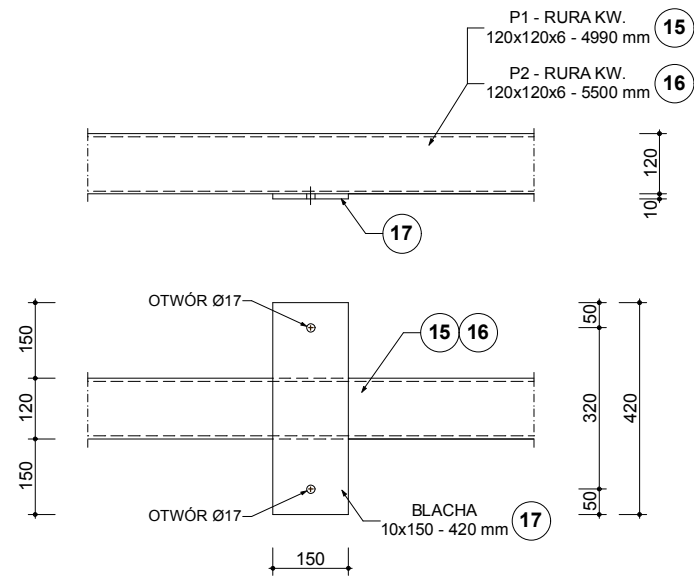 P1 - RURA KW.
120x120x6 - 4990 mm
15
P2 - RURA KW.
120x120x6 - 5500 mm
16
120
10
17
OTWÓR Ø17
15 16
150
120
150
50
320
50
420
OTWÓR Ø17
BLACHA
10x150 - 420 mm
17
150